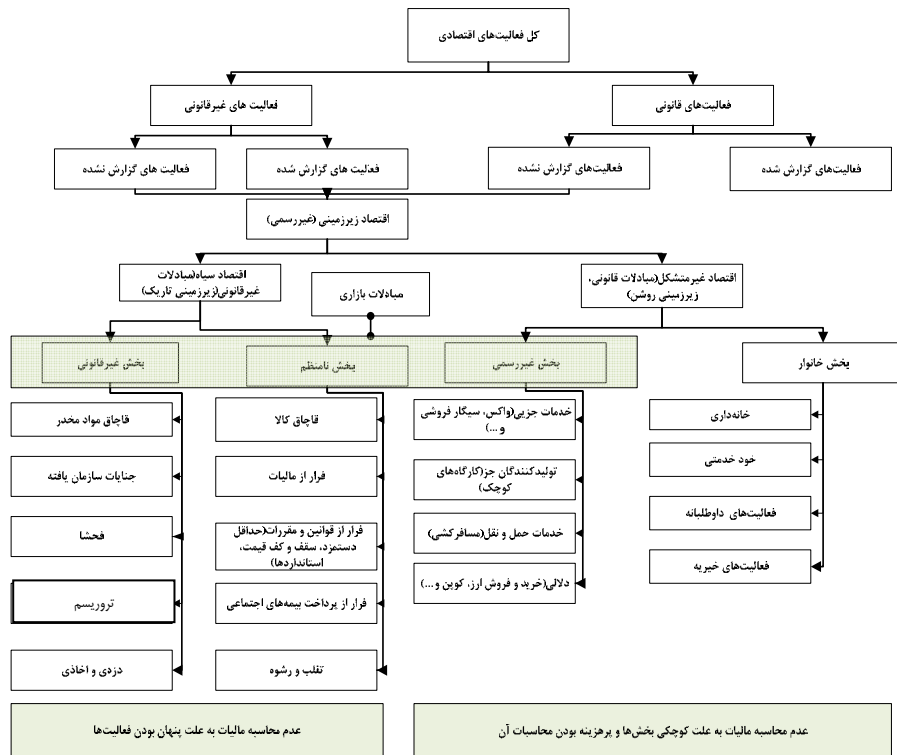 کل فعالیت‌های اقتصادی
فعالیت‌های قانونی
فعالیت های غیرقانونی
فعالیت‌های گزارش شده
فعالیت‌های گزارش نشده
فعالیت های گزارش شده
فعالیت های گزارش نشده
اقتصاد زیرزمینی (غیررسمی)
اقتصاد غیرمتشکل(مبادلات قانونی،
زیرزمینی روشن)
مبادلات بازاری
اقتصاد سیاه(مبادلات
غیرقانونی(زیرزمینی تاریک)
بخش خانوار
بخش غیررسمی
بخش نامنظم
بخش غیرقانونی
خانه‌داری
خود خدمتی
فعالیت‌های داوطلبانه
فعالیت‌های خیریه
خدمات جزیی(واکس، سیگار فروشی
و ...)
تولیدکنندگان جز(کارگاه‌های
کوچک)
خدمات حمل و نقل(مسافرکشی)
دلالی(خرید و فروش ارز، کوپن و ...)
قاچاق کالا
فرار از مالیات
فرار از قوانین و مقررات(حداقل
دستمزد، سقف و کف قیمت،
استانداردها)
فرار از پرداخت بیمه‌های اجتماعی
تقلب و رشوه
قاچاق مواد مخدر
جنایات سازمان یافته
فحشا
تروریسم
دزدی و اخاذی
عدم محاسبه مالیات به علت کوچکی بخش‌ها و پرهزینه بودن محاسبات آن
عدم محاسبه مالیات به علت پنهان بودن فعالیت‌ها